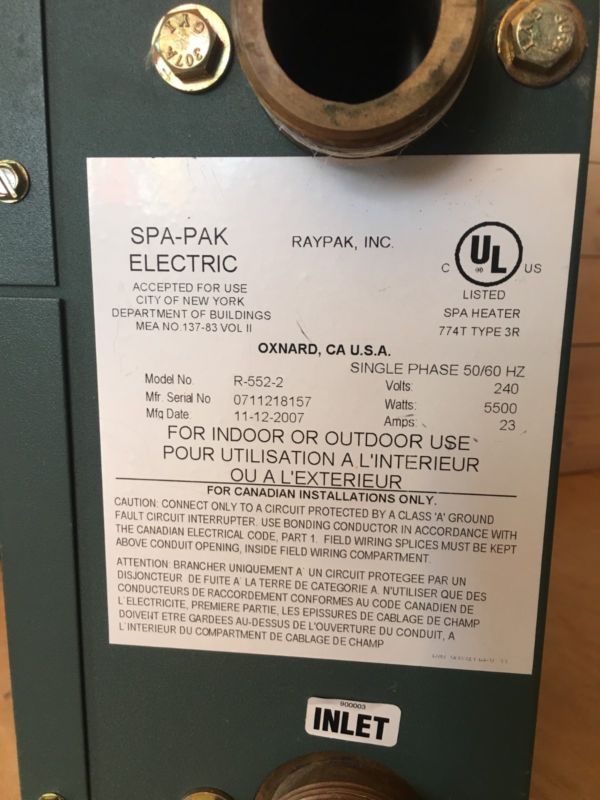 307A
SPA-PAK
ELECTRIC
RAYPAK, INC.
ACCEPTED FOR USE
CITY OF NEW YORK
DEPARTMENT OF BUILDINGS
MEA NO.137-83 VOL II
C UL US
LISTED
SPA HEATER
774T TYPE 3R
OXNARD, CA U.S.A.
SINGLE PHASE 50/60 HZ
Model No. R-552-2 Volts: 240
Mfr. Serial No 0711218157 Watts: 5500
Mfg Date. 11-12-2007 Amps: 23
FOR INDOOR OR OUTDOOR USE
POUR UTILISATION A L'INTERIEUR
OU A L'EXTERIEUR
FOR CANADIAN INSTALLATIONS ONLY.
CAUTION: CONNECT ONLY TO A CIRCUIT PROTECTED BY A CLASS 'A' GROUND
FAULT CIRCUIT INTERRUPTER. USE BONDING CONDUCTOR IN ACCORDANCE WITH
THE CANADIAN ELECTRICAL CODE, PART 1. FIELD WIRING SPLICES MUST BE KEPT
ABOVE CONDUIT OPENING, INSIDE FIELD WIRING COMPARTMENT.
ATTENTION: BRANCHER UNIQUEMENT A' UN CIRCUIT PROTEGEE PAR UN
DISJONCTEUR DE FUITE A' LA TERRE DE CATEGORIE A. N'UTILISER QUE DES
CONDUCTEURS DE RACCORDEMENT CONFORMES AU CODE CANADIEN DE
L'ELECTRICITE, PREMIERE PARTIE, LES EPISSURES DE CABLAGE DE CHAMP
DOIVENT ETRE GARDEES AU-DESSUS DE L'OUVERTURE DU CONDUIT, A
L'INTERIEUR DU COMPARTMENT DE CABLAGE DE CHAMP
900003
INLET